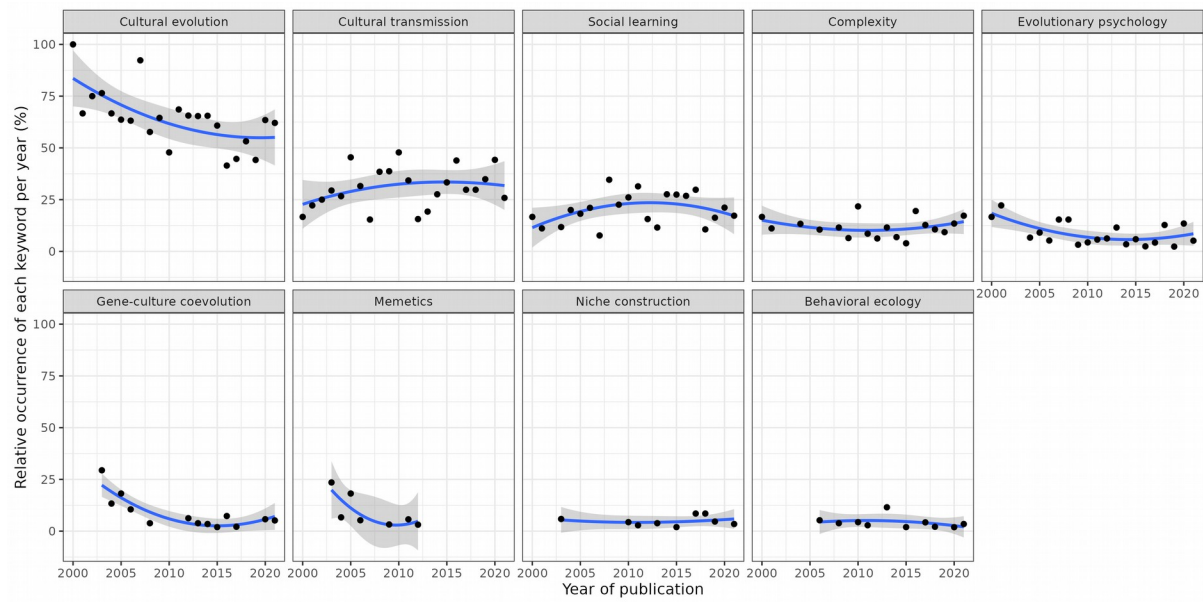 Cultural evolution
Cultural transmission
Social learning
Complexity
Evolutionary psychology
100
75
50
25
0
2000 2005 2010 2015 2020
Gene-culture coevolution
Memetics
Niche construction
Behavioral ecology
100
75
50
25
0
2000 2005 2010 2015 2020
2000 2005 2010 2015 2020
2000 2005 2010 2015 2020
2000 2005 2010 2015 2020
Relative occurrence of each keyword per year (%)
Year of publication